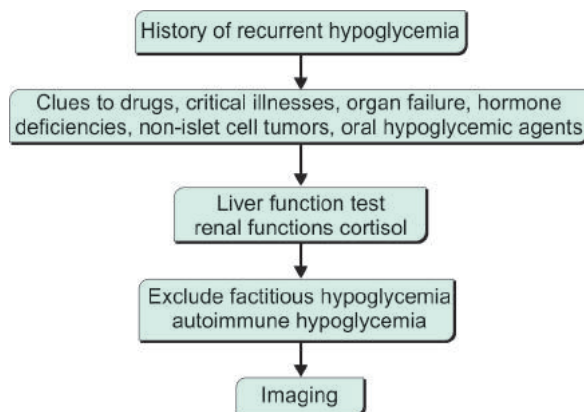 History of recurrent hypoglycemia
Clues to drugs, critical illnesses, organ failure, hormone
deficiencies, non-islet cell tumors, oral hypoglycemic agents
Liver function test
renal functions cortisol
Exclude factitious hypoglycemia
autoimmune hypoglycemia
Imaging